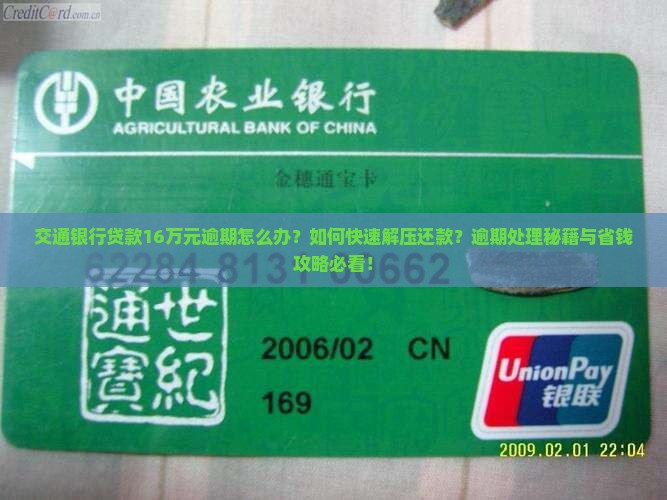 CreditCard.com.cn
中国农业银行
AGRICULTURAL BANK OF CHINA
金穗通宝卡
交通银行贷款16万元逾期怎么办？如何快速解压还款？逾期处理秘籍与省钱
攻略必看！
世纪
通寶
2006/02 CN
169
UnionPay
银联
2009.02.01 22:04